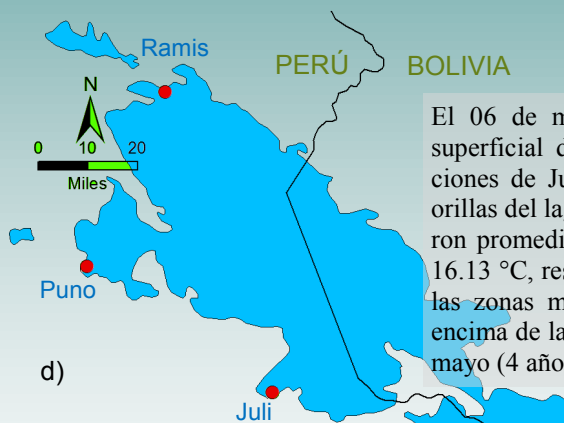 Ramis
PERÚ BOLIVIA
N
0 10 20
Miles
Puno
d)
Juli
El 06 de m
superficial d
ciones de Ju
orillas del la
ron promedi
16.13 °C, res
las zonas m
encima de la
mayo (4 año